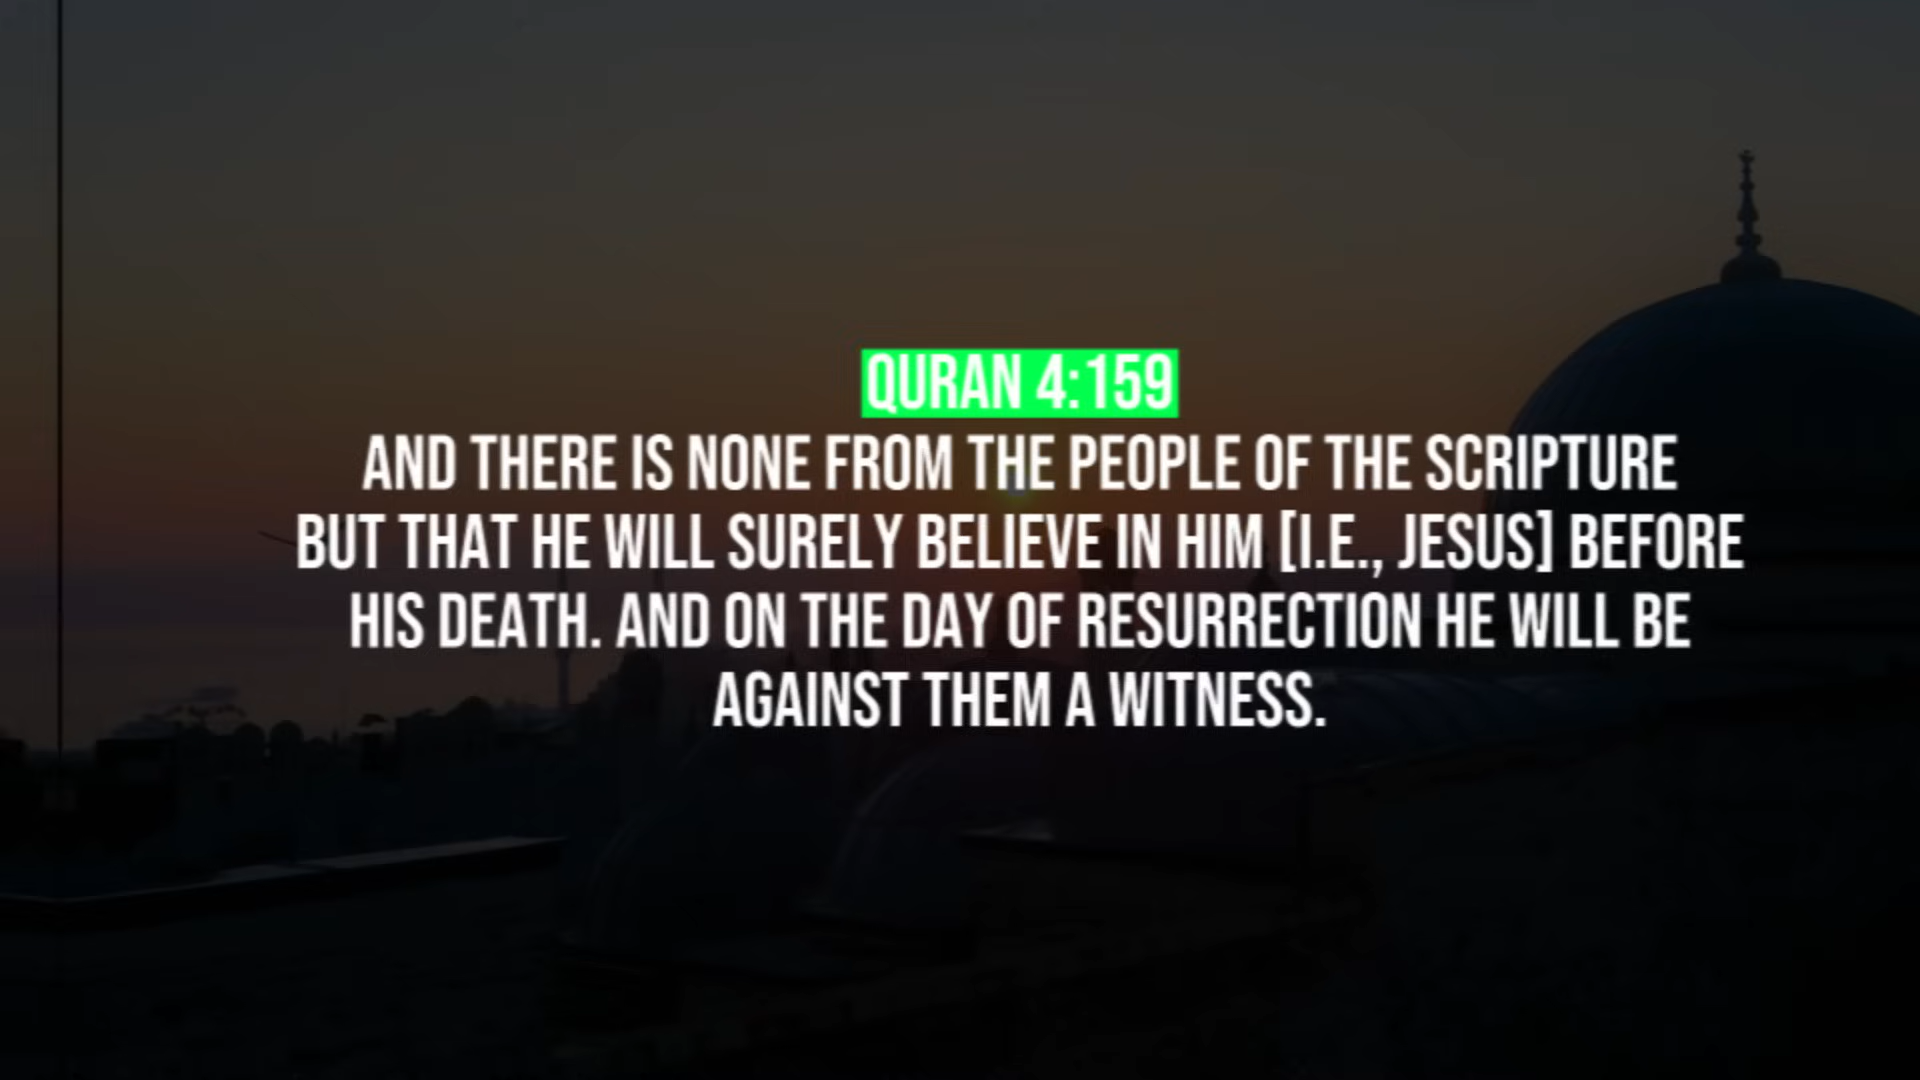 QURAN 4:159
AND THERE IS NONE FROM THE PEOPLE OF THE SCRIPTURE
BUT THAT HE WILL SURELY BELIEVE IN HIM [I.E., JESUS] BEFORE
HIS DEATH. AND ON THE DAY OF RESURRECTION HE WILL BE
AGAINST THEM A WITNESS.